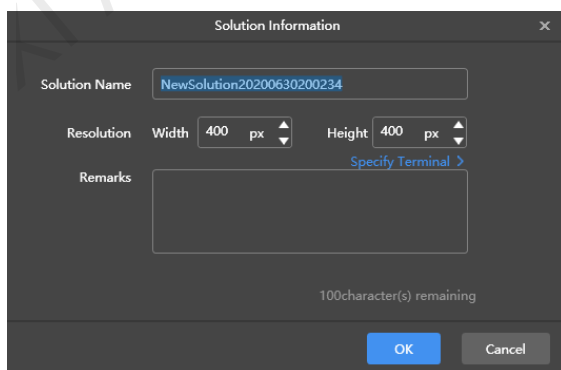 Solution Information
Solution Name NewSolution20200630200234
Resolution Width 400 px Height 400 px
Specify Terminal >
Remarks
100character(s) remaining
OK Cancel